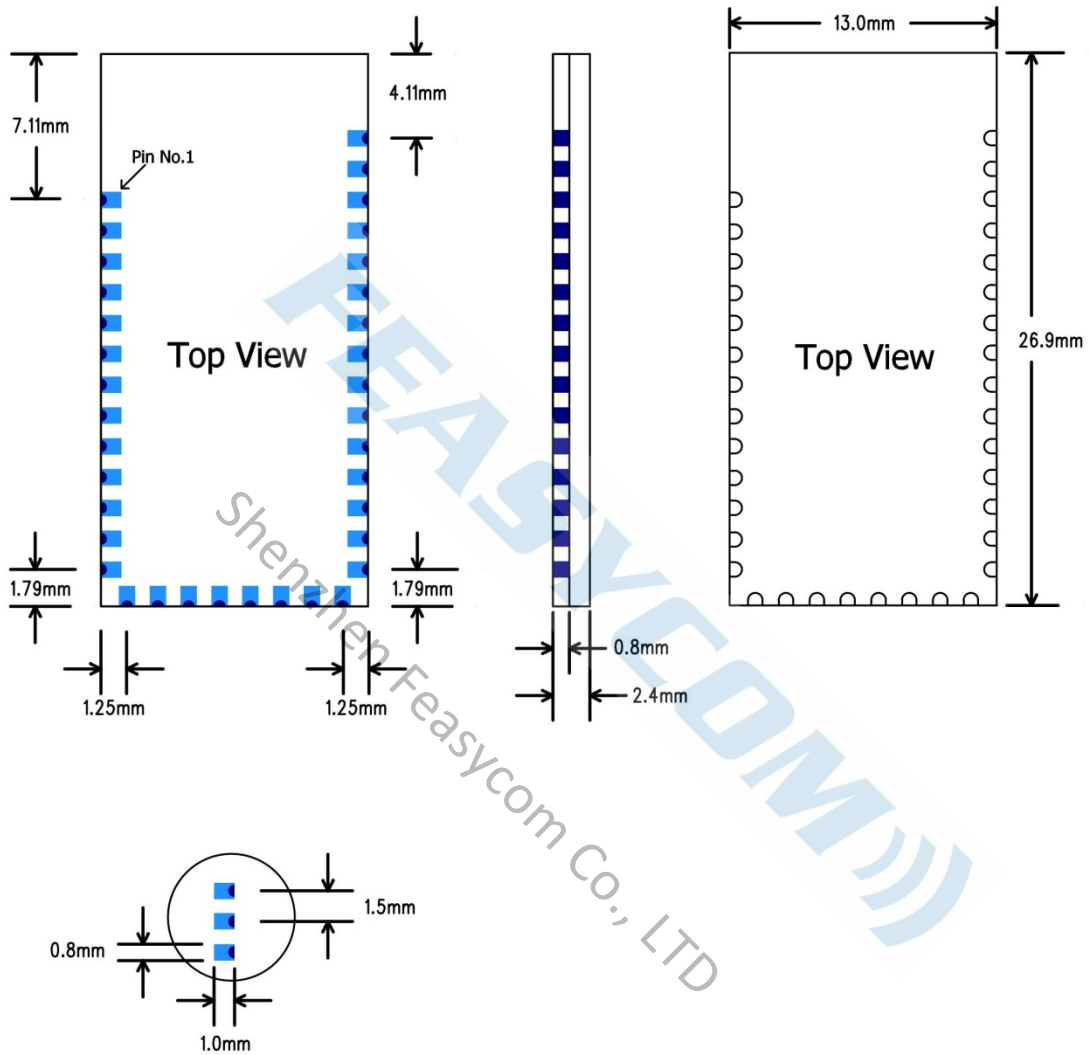 13.0mm
4.11mm
7.11mm
Pin No.1
26.9mm
Top View
Top View
FEASYCOM
1.79mm
1.79mm
0.8mm
2.4mm
1.25mm
1.25mm
Shenzhen Feasycom Co., LTD
1.5mm
0.8mm
1.0mm